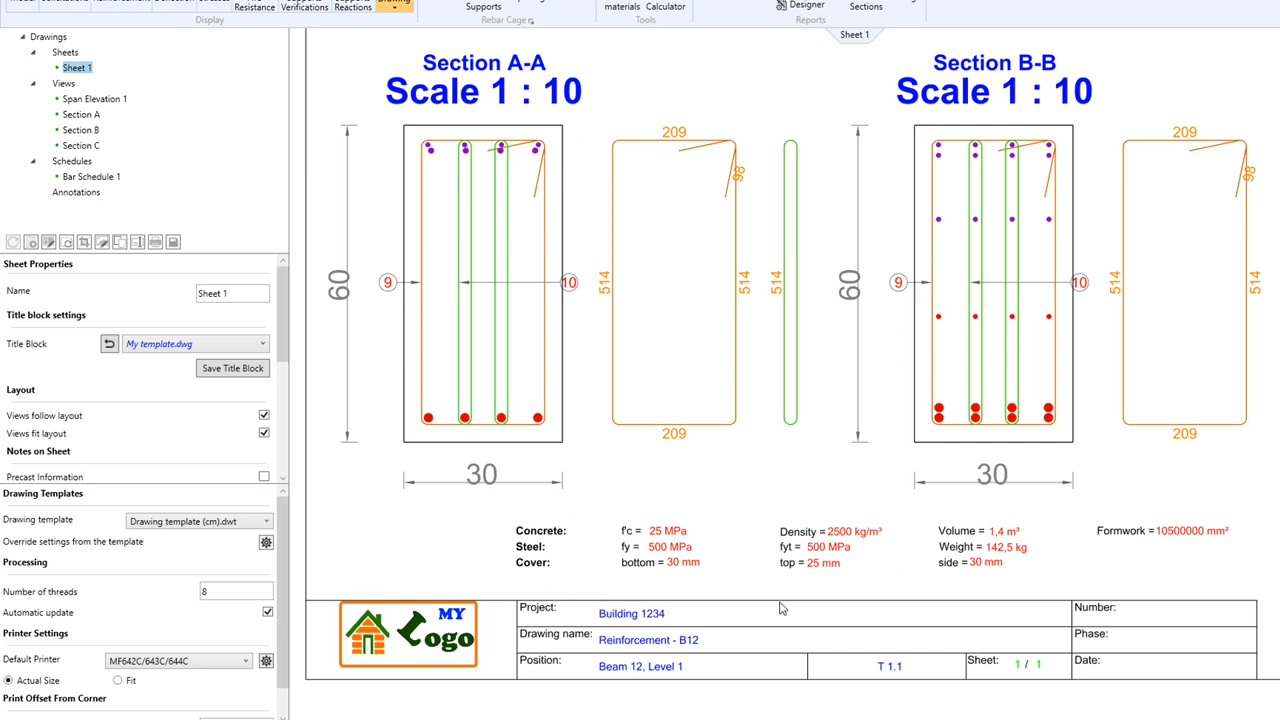 Resistance
Supports
Verifications
Supports
Reactions
Drawing
Display
Supports
Rebar Cage
materials
Calculator
Tools
Designer
Sections
Reports
Drawings
Sheets
Sheet 1
Views
Span Elevation 1
Section A
Section B
Section C
Schedules
Bar Schedule 1
Annotations
Sheet Properties
Name Sheet 1
Title block settings
Title Block My template.dwg
Save Title Block
Layout
Views follow layout
Views fit layout
Notes on Sheet
Precast Information
Drawing Templates
Drawing template Drawing template (cm).dwt
Override settings from the template
Processing
Number of threads 8
Automatic update
Printer Settings
Default Printer MF642C/643C/644C
Actual Size Fit
Print Offset From Corner
Sheet 1
Section A-A
Scale 1 : 10
209
98
60
9
10
514
514
514
209
30
Section B-B
Scale 1 : 10
209
98
60
9
10
514
514
209
30
Concrete: f'c = 25 MPa Density = 2500 kg/m³ Volume = 1,4 m³ Formwork = 10500000 mm²
Steel: fy = 500 MPa fyt = 500 MPa Weight = 142,5 kg
Cover: bottom = 30 mm top = 25 mm side = 30 mm
MY
Logo
Project: Building 1234 Number:
Drawing name: Reinforcement - B12 Phase:
Position: Beam 12, Level 1 T 1.1 Sheet: 1 / 1 Date: